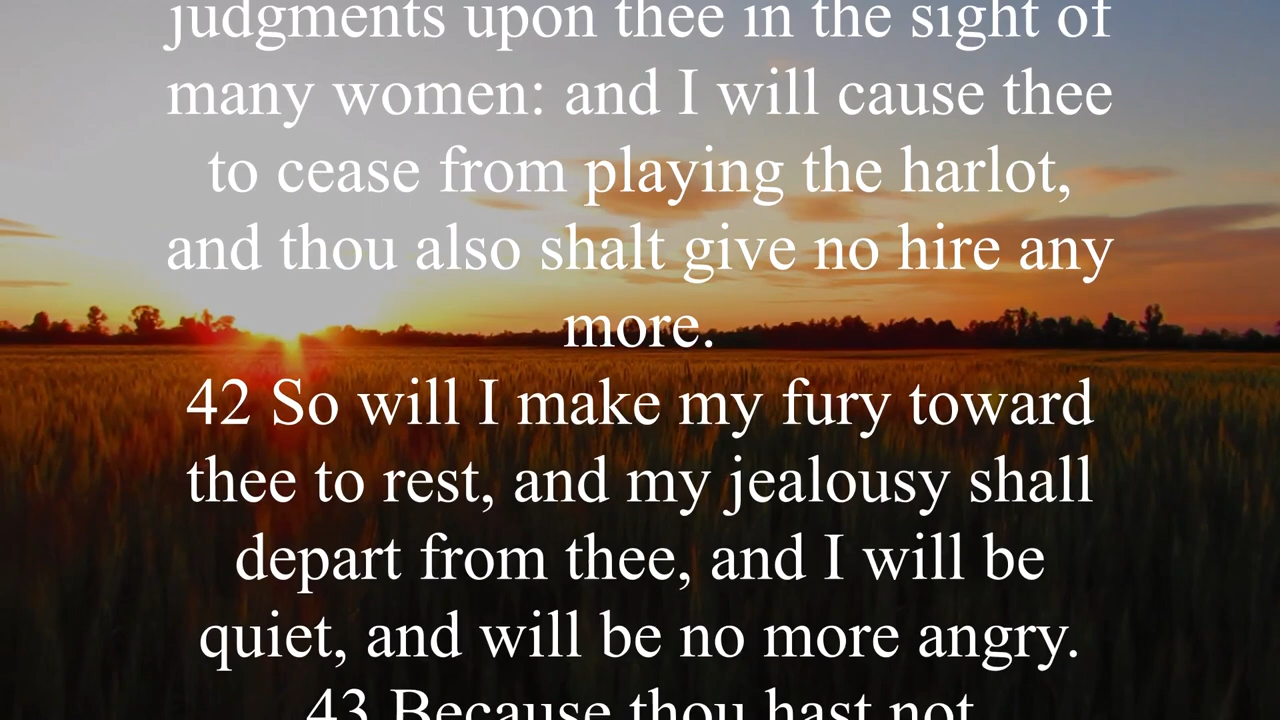 judgments upon thee in the sight of
many women: and I will cause thee
to cease from playing the harlot,
and thou also shalt give no hire any
more.
42 So will I make my fury toward
thee to rest, and my jealousy shall
depart from thee, and I will be
quiet, and will be no more angry.
43 Because thou hast not